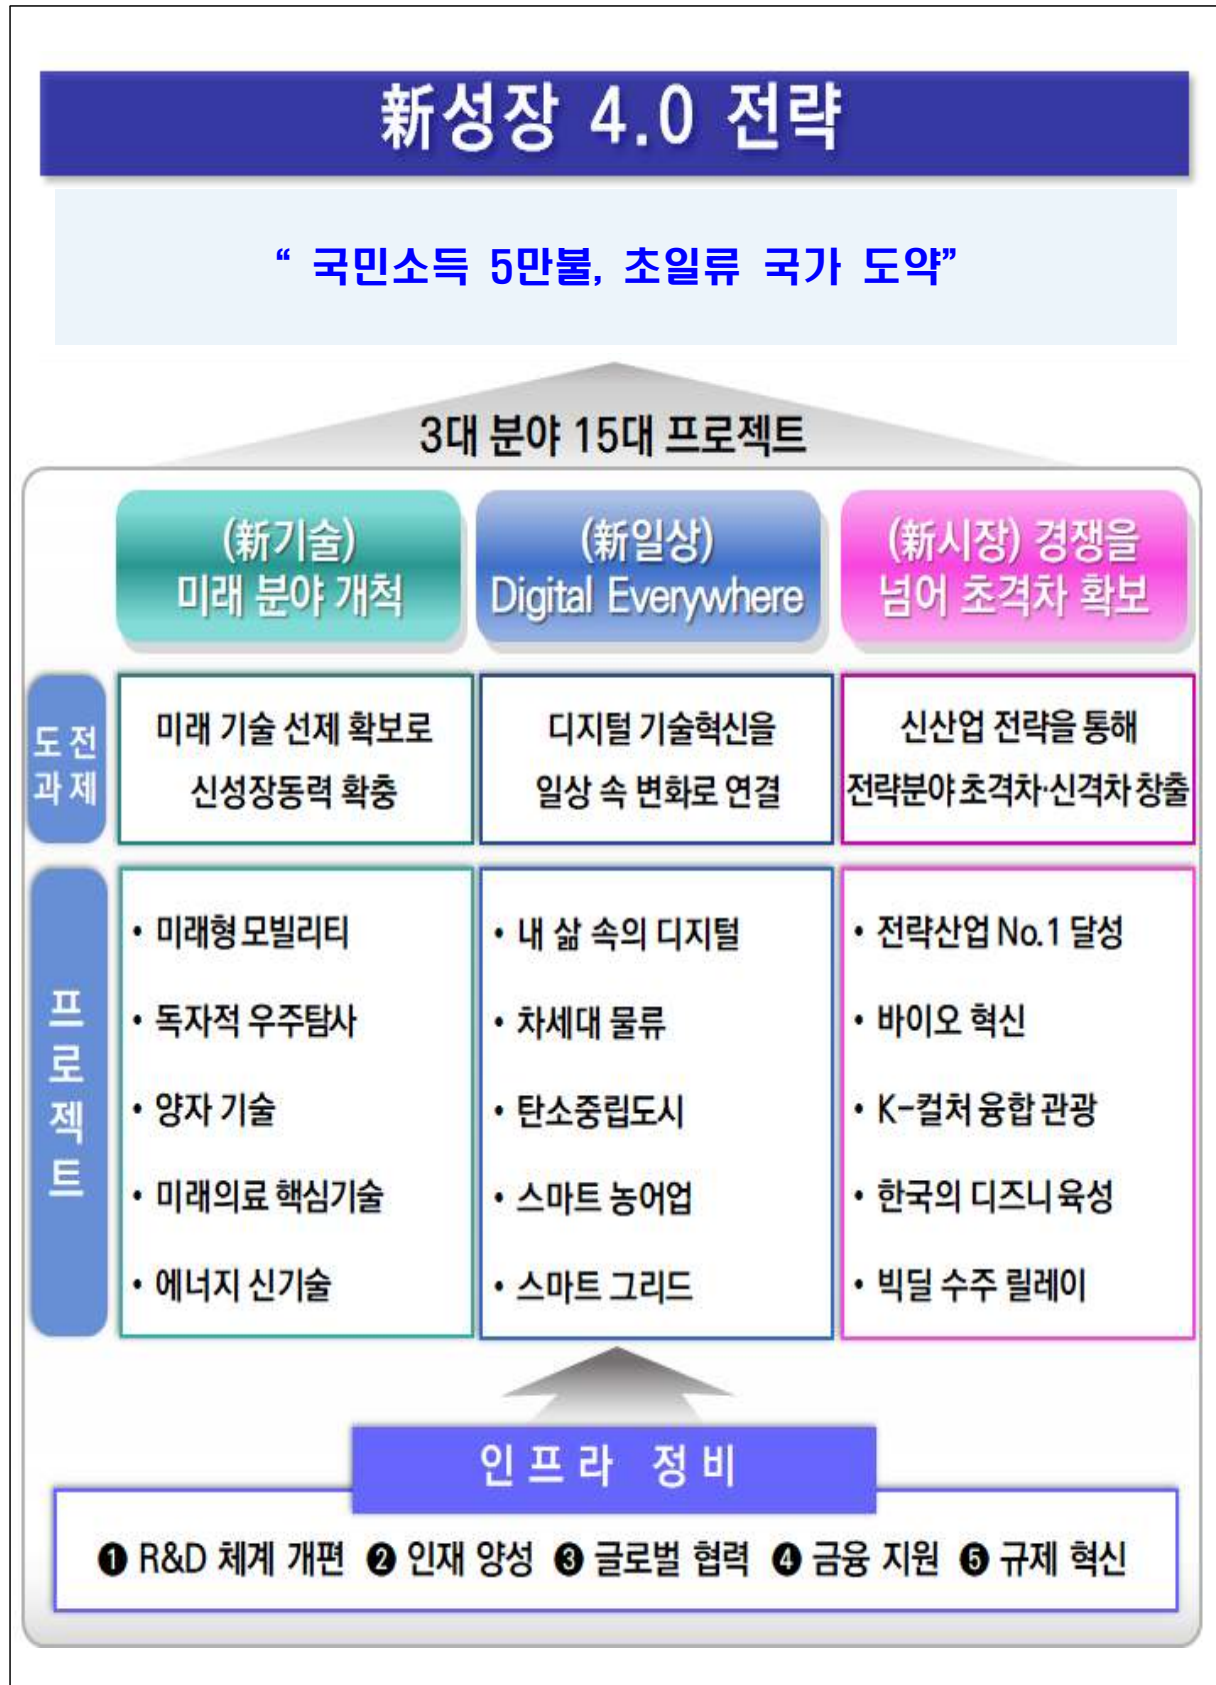 新성장 4.0 전략
“ 국민소득 5만불, 초일류 국가 도약”
3대 분야 15대 프로젝트
(新기술)
미래 분야 개척
(新일상)
Digital Everywhere
(新시장) 경쟁을
넘어 초격차 확보
도전
과제
미래 기술 선제 확보로
신성장동력 확충
디지털 기술혁신을
일상 속 변화로 연결
신산업 전략을 통해
전략분야 초격차·신격차 창출
프로젝트
• 미래형 모빌리티
• 독자적 우주탐사
• 양자 기술
• 미래의료 핵심기술
• 에너지 신기술
• 내 삶 속의 디지털
• 차세대 물류
• 탄소중립도시
• 스마트 농어업
• 스마트 그리드
• 전략산업 No.1 달성
• 바이오 혁신
• K-컬처 융합 관광
• 한국의 디즈니 육성
• 빅딜 수주 릴레이
인프라 정비
❶ R&D 체계 개편 ❷ 인재 양성 ❸ 글로벌 협력 ❹ 금융 지원 ❺ 규제 혁신